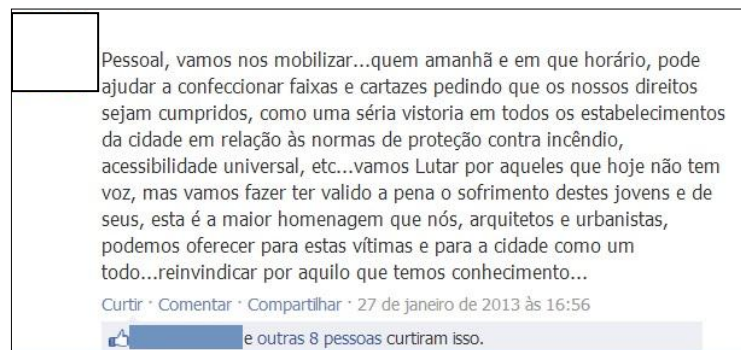 Pessoal, vamos nos mobilizar...quem amanhã e em que horário, pode
ajudar a confeccionar faixas e cartazes pedindo que os nossos direitos
sejam cumpridos, como uma séria vistoria em todos os estabelecimentos
da cidade em relação às normas de proteção contra incêndio,
acessibilidade universal, etc...vamos Lutar por aqueles que hoje não tem
voz, mas vamos fazer ter valido a pena o sofrimento destes jovens e de
seus, esta é a maior homenagem que nós, arquitetos e urbanistas,
podemos oferecer para estas vítimas e para a cidade como um
todo...reinvindicar por aquilo que temos conhecimento...
Curtir · Comentar · Compartilhar · 27 de janeiro de 2013 às 16:56
e outras 8 pessoas curtiram isso.